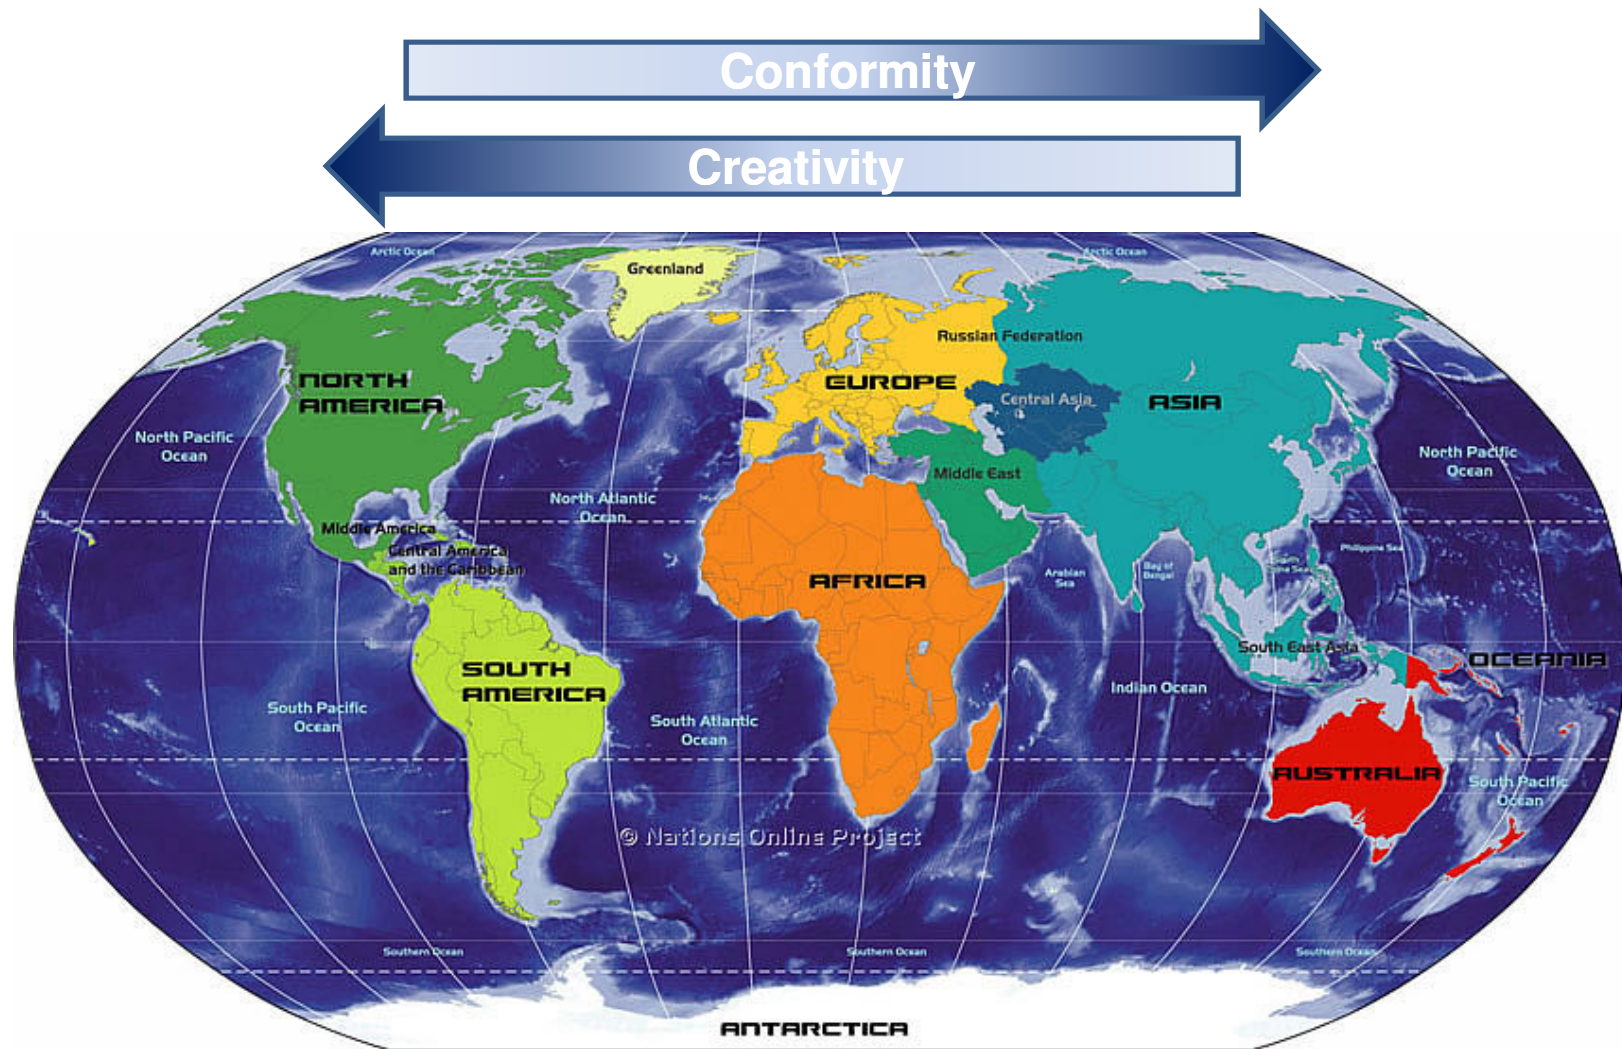 Conformity
Creativity
Arctic Ocean
Arctic Ocean
Greenland
Russian Federation
NORTH
AMERICA
EUROPE
Central Asia
ASIA
North Pacific
Ocean
North Pacific
Ocean
Middle East
North Atlantic
Ocean
Middle America
Central America
and the Caribbean
Philippine Sea
Arabian
Sea
Bay of
Bengal
AFRICA
South East Asia
OCEANIA
SOUTH
AMERICA
Indian Ocean
South Pacific
Ocean
South Atlantic
Ocean
AUSTRALIA
South Pacific
Ocean
© Nations Online Project
Southern Ocean
Southern Ocean
Southern Ocean
ANTARCTICA